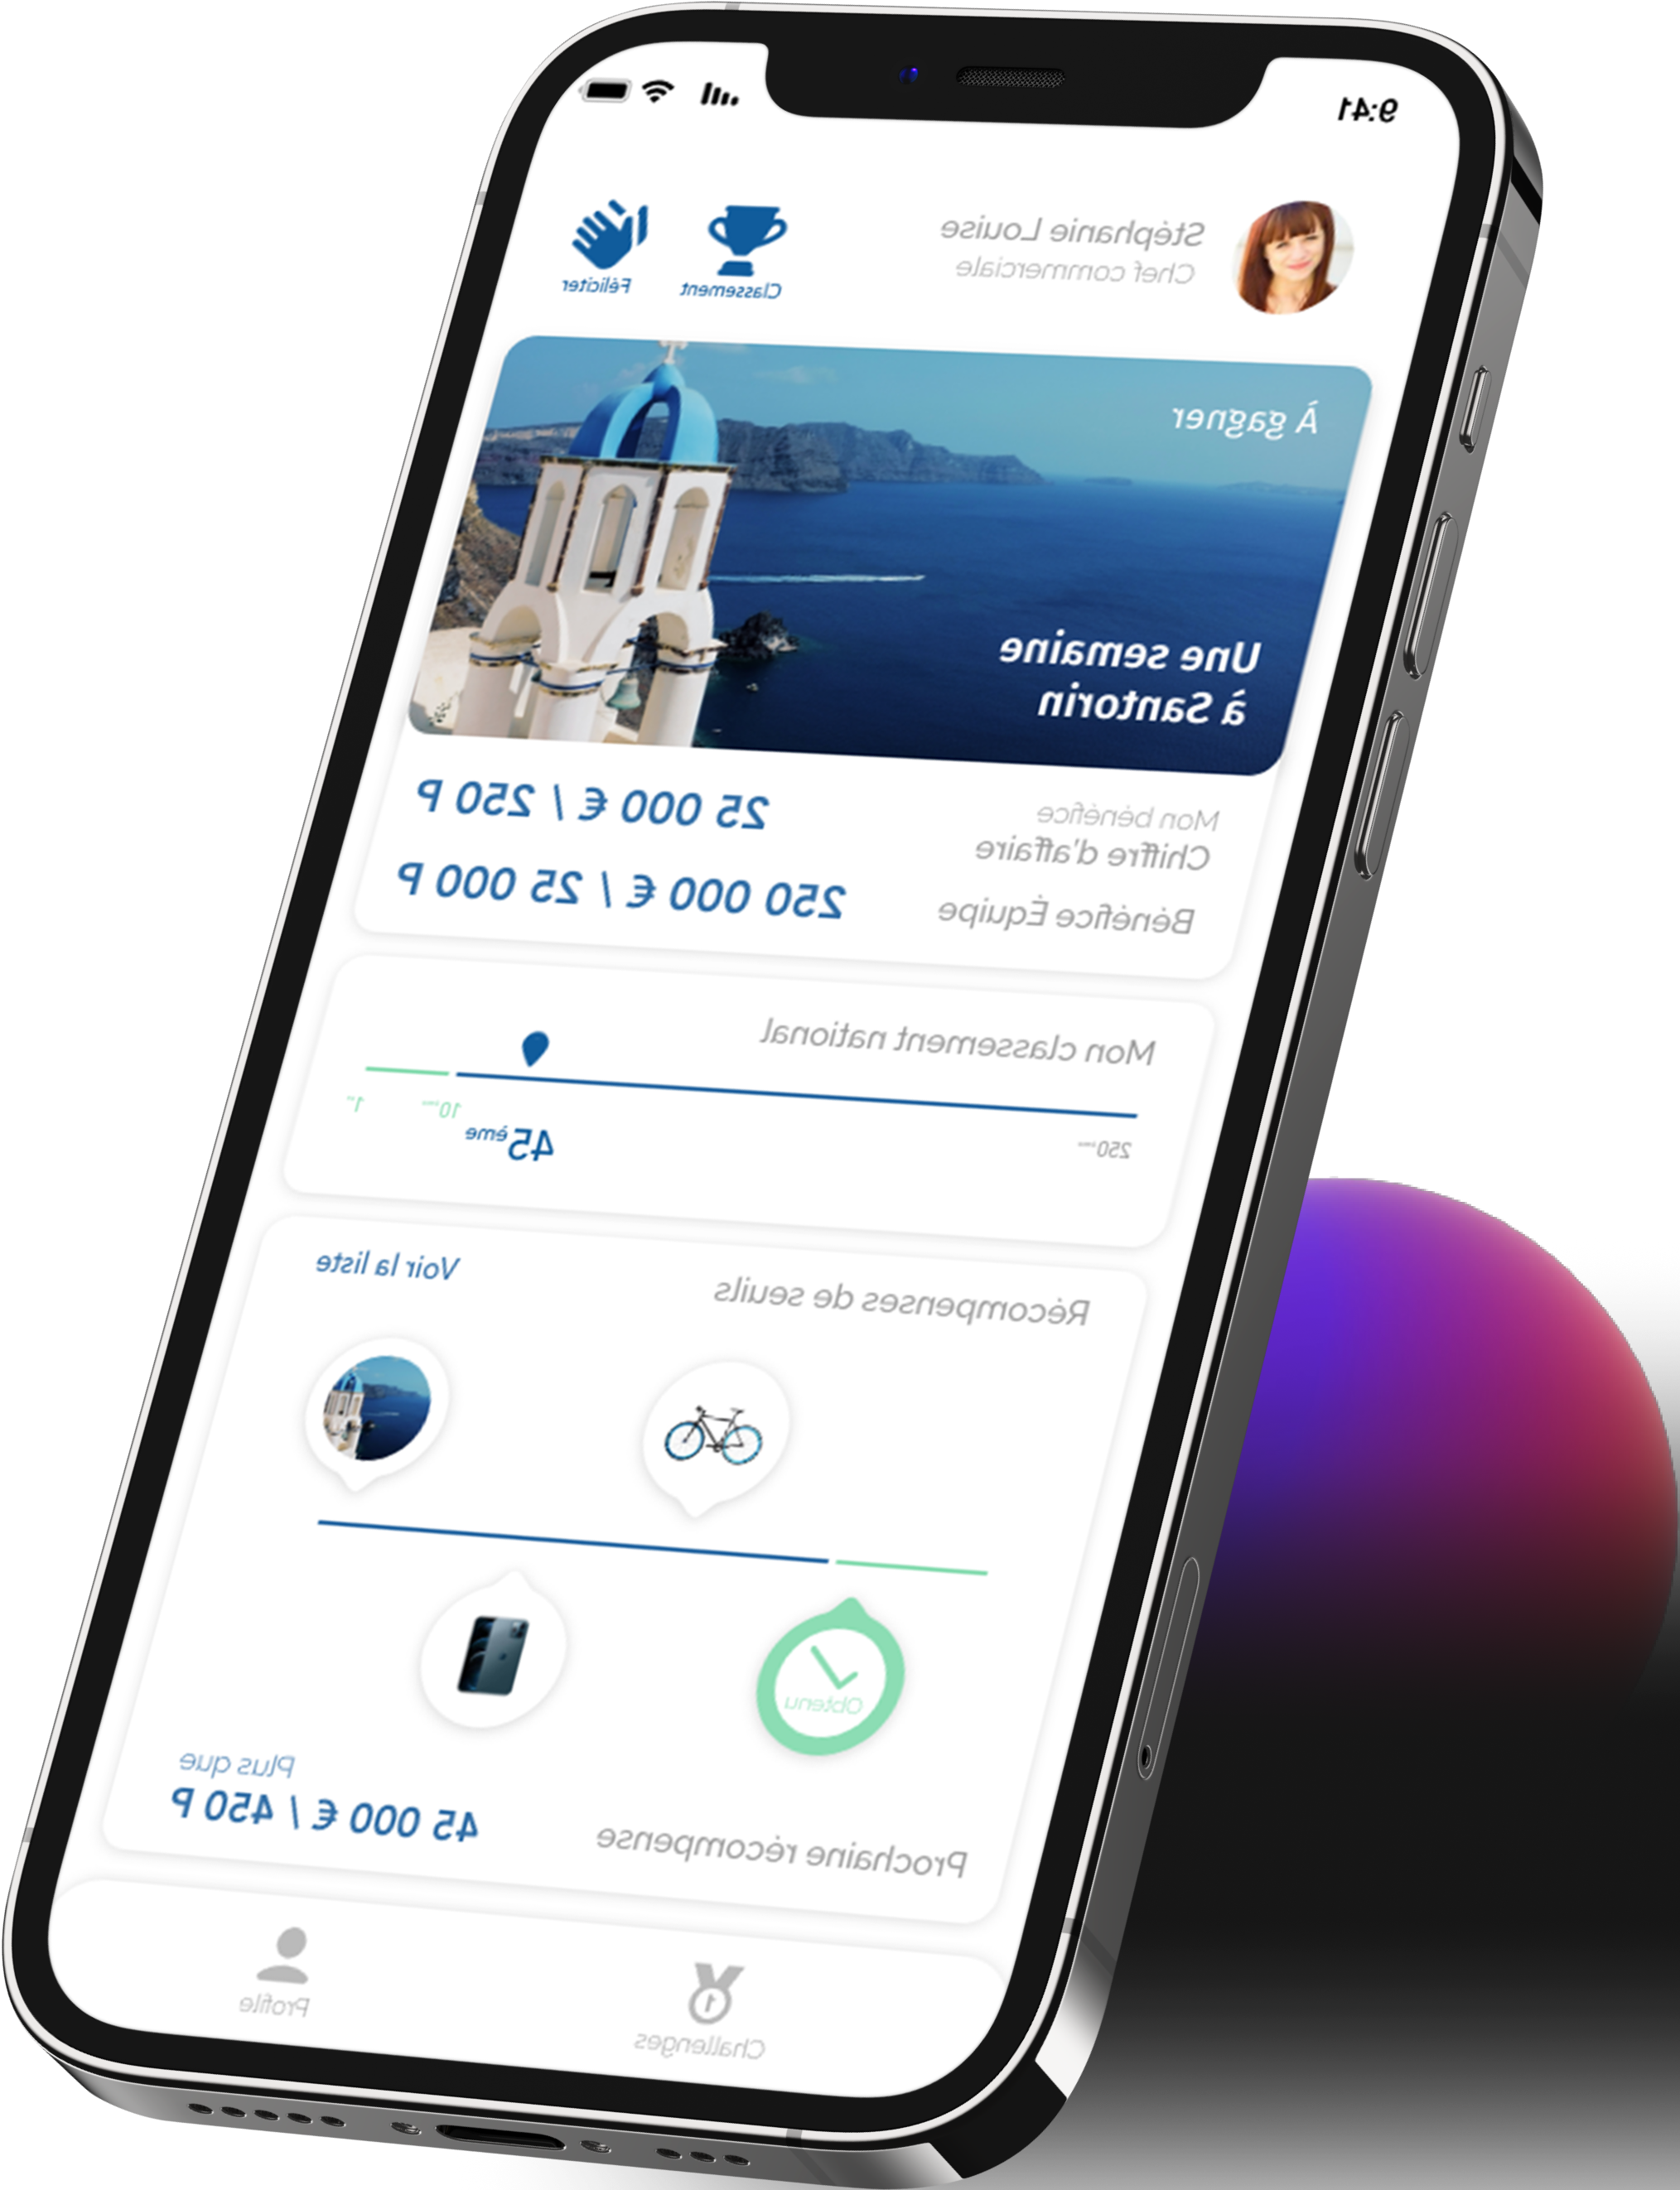 9:41
Stéphanie Louise
Chef commerciale
Classement
Féliciter
À gagner
Une semaine
à Santorin
Mon bénéfice
Chiffre d'affaire
25 000 € / 250 P
Bénéfice Équipe
250 000 € / 25 000 P
Mon classement national
250ème
45ème
10ème
1er
Récompenses de seuils
Voir la liste
Obtenu
Prochaine récompense
Plus que
45 000 € / 450 P
1
Challenges
Profile